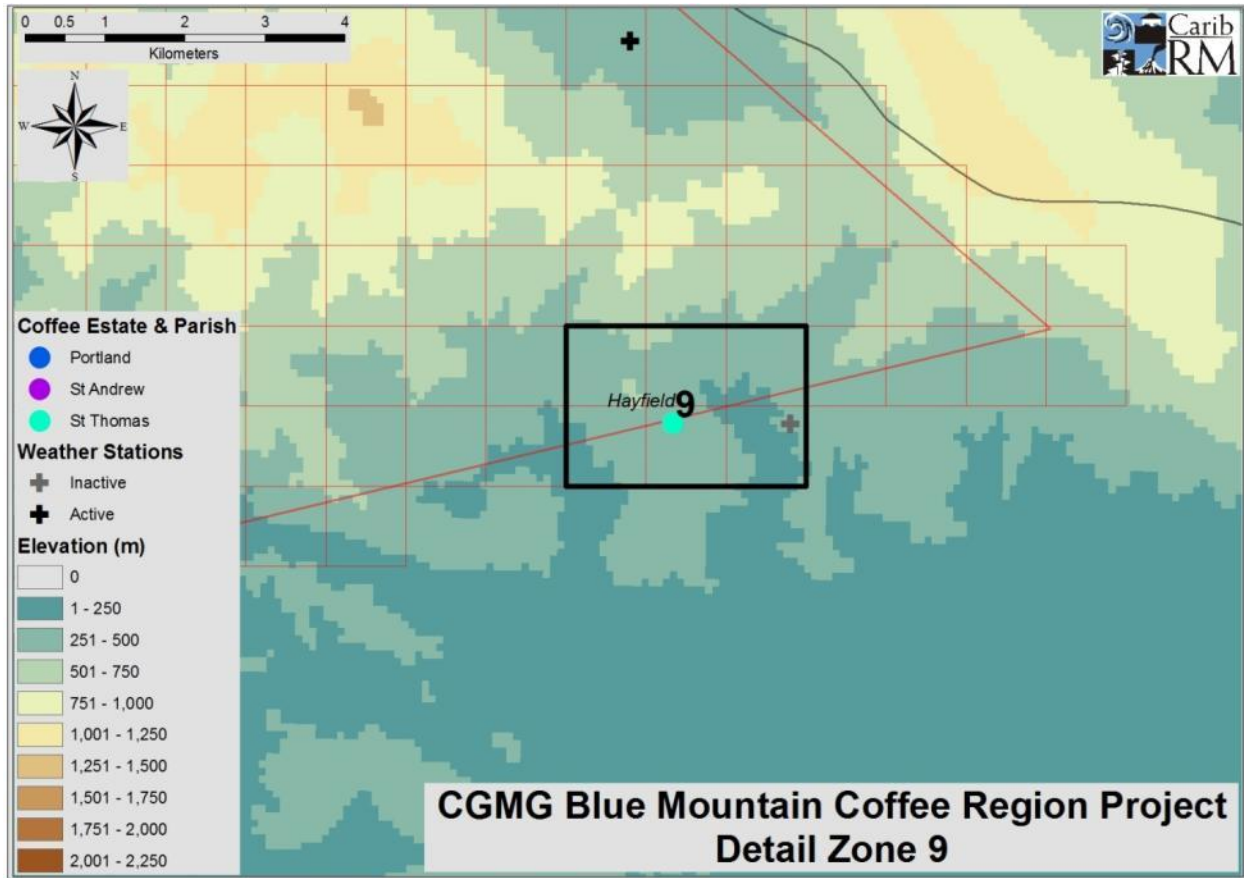 0 0.5 1 2 3 4
Kilometers
Carib
RM
N
W E
S
Coffee Estate & Parish
Portland
St Andrew
St Thomas
Weather Stations
Inactive
Active
Elevation (m)
0
1 - 250
251 - 500
501 - 750
751 - 1,000
1,001 - 1,250
1,251 - 1,500
1,501 - 1,750
1,751 - 2,000
2,001 - 2,250
Hayfield 9
CGMG Blue Mountain Coffee Region Project
Detail Zone 9